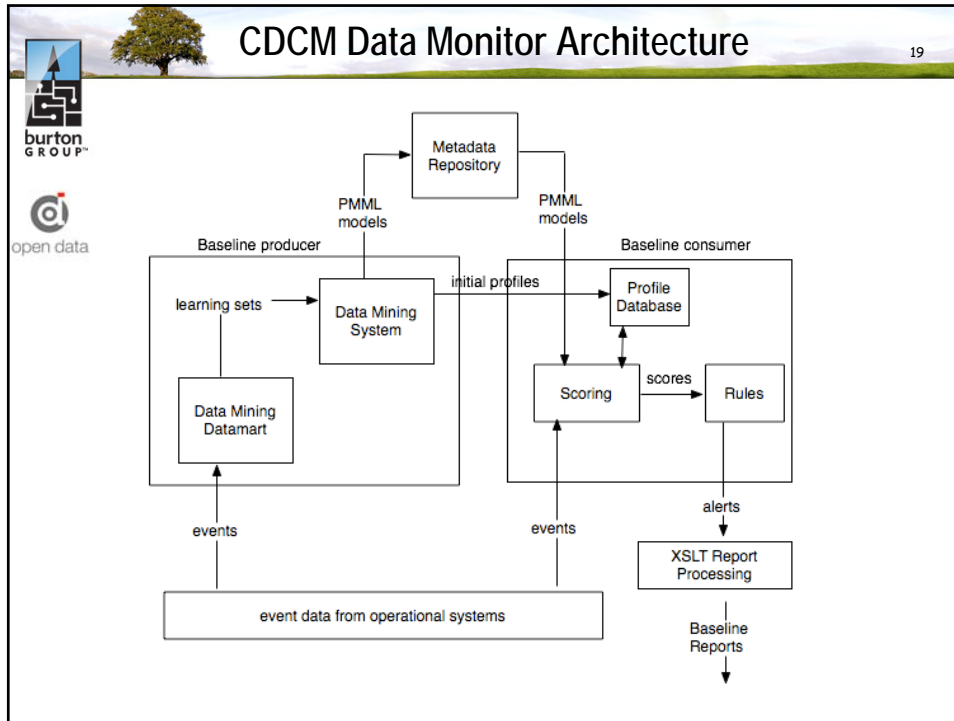 CDCM Data Monitor Architecture
19
burton
GROUP™
open data
Metadata
Repository
PMML
models
PMML
models
Baseline producer
Baseline consumer
learning sets
Data Mining
System
initial profiles
Profile
Database
Data Mining
Datamart
Scoring
scores
Rules
events
events
alerts
XSLT Report
Processing
event data from operational systems
Baseline
Reports